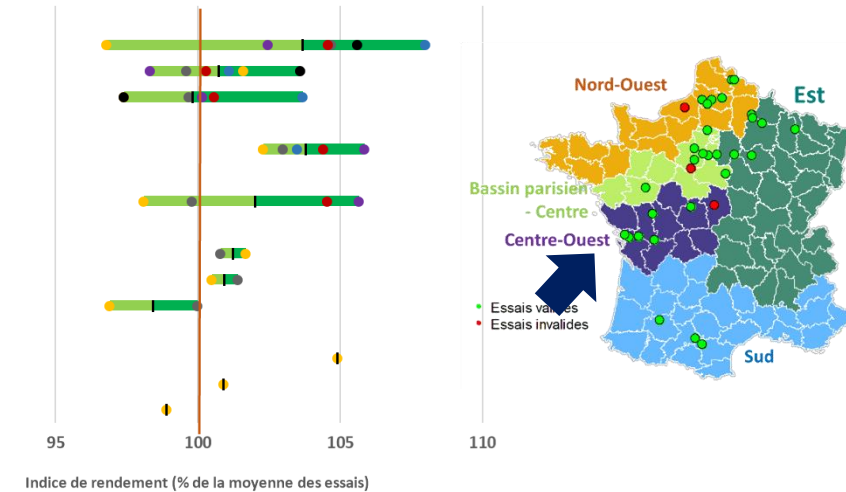 Nord-Ouest
Est
Bassin parisien
- Centre
Centre-Ouest
Essais valides
Essais invalides
Sud
95
100
105
110
Indice de rendement (% de la moyenne des essais)